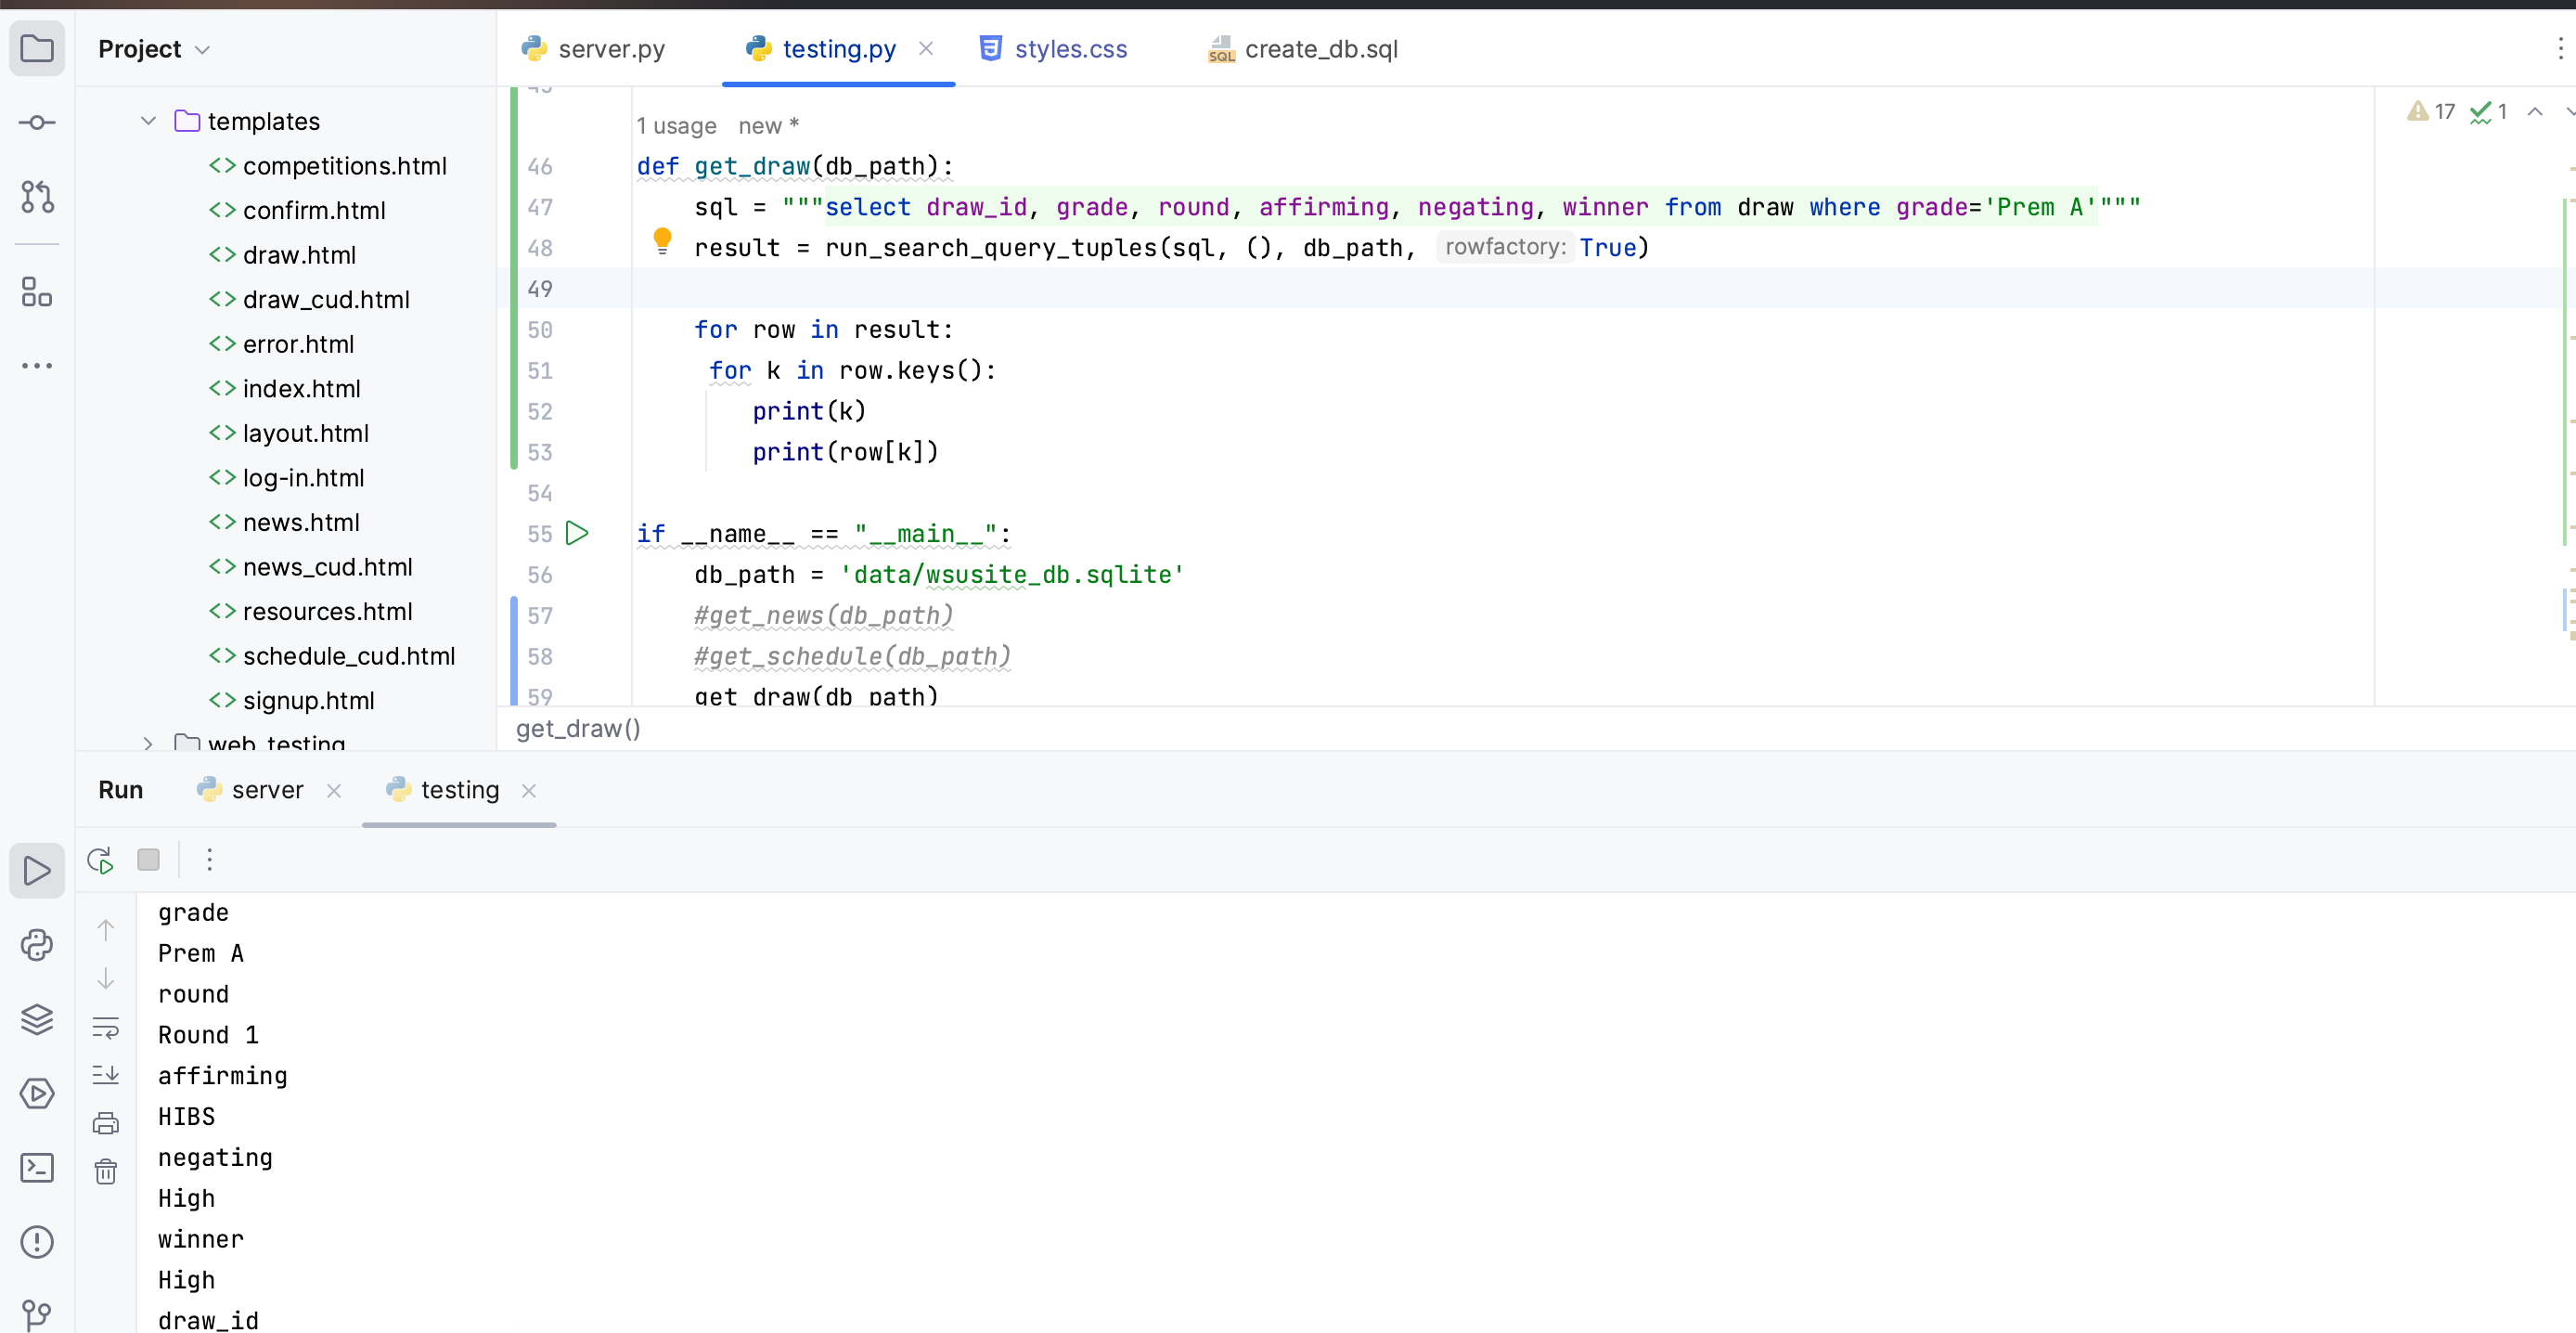 Project
server.py
testing.py
styles.css
SQL
create_db.sql
templates
competitions.html
confirm.html
draw.html
draw_cud.html
error.html
index.html
layout.html
log-in.html
news.html
news_cud.html
resources.html
schedule_cud.html
signup.html
web_testing
17
1
45
1 usage new *
46 def get_draw(db_path):
47 sql = """select draw_id, grade, round, affirming, negating, winner from draw where grade='Prem A'"""
48 result = run_search_query_tuples(sql, (), db_path, rowfactory: True)
49
50 for row in result:
51 for k in row.keys():
52 print(k)
53 print(row[k])
54
55 if __name__ == "__main__":
56 db_path = 'data/wsusite_db.sqlite'
57 #get_news(db_path)
58 #get_schedule(db_path)
59 get_draw(db_path)
get_draw()
Run
server
testing
grade
Prem A
round
Round 1
affirming
HIBS
negating
High
winner
High
draw_id